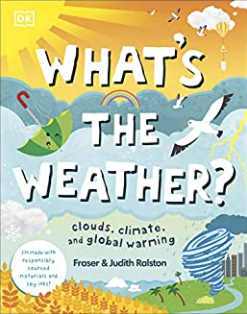 DK
WHAT'S
THE
WEATHER?
clouds, climate,
and global warming
Fraser & Judith Ralston
I'm made with
responsibly
sourced
materials and
soy inks!